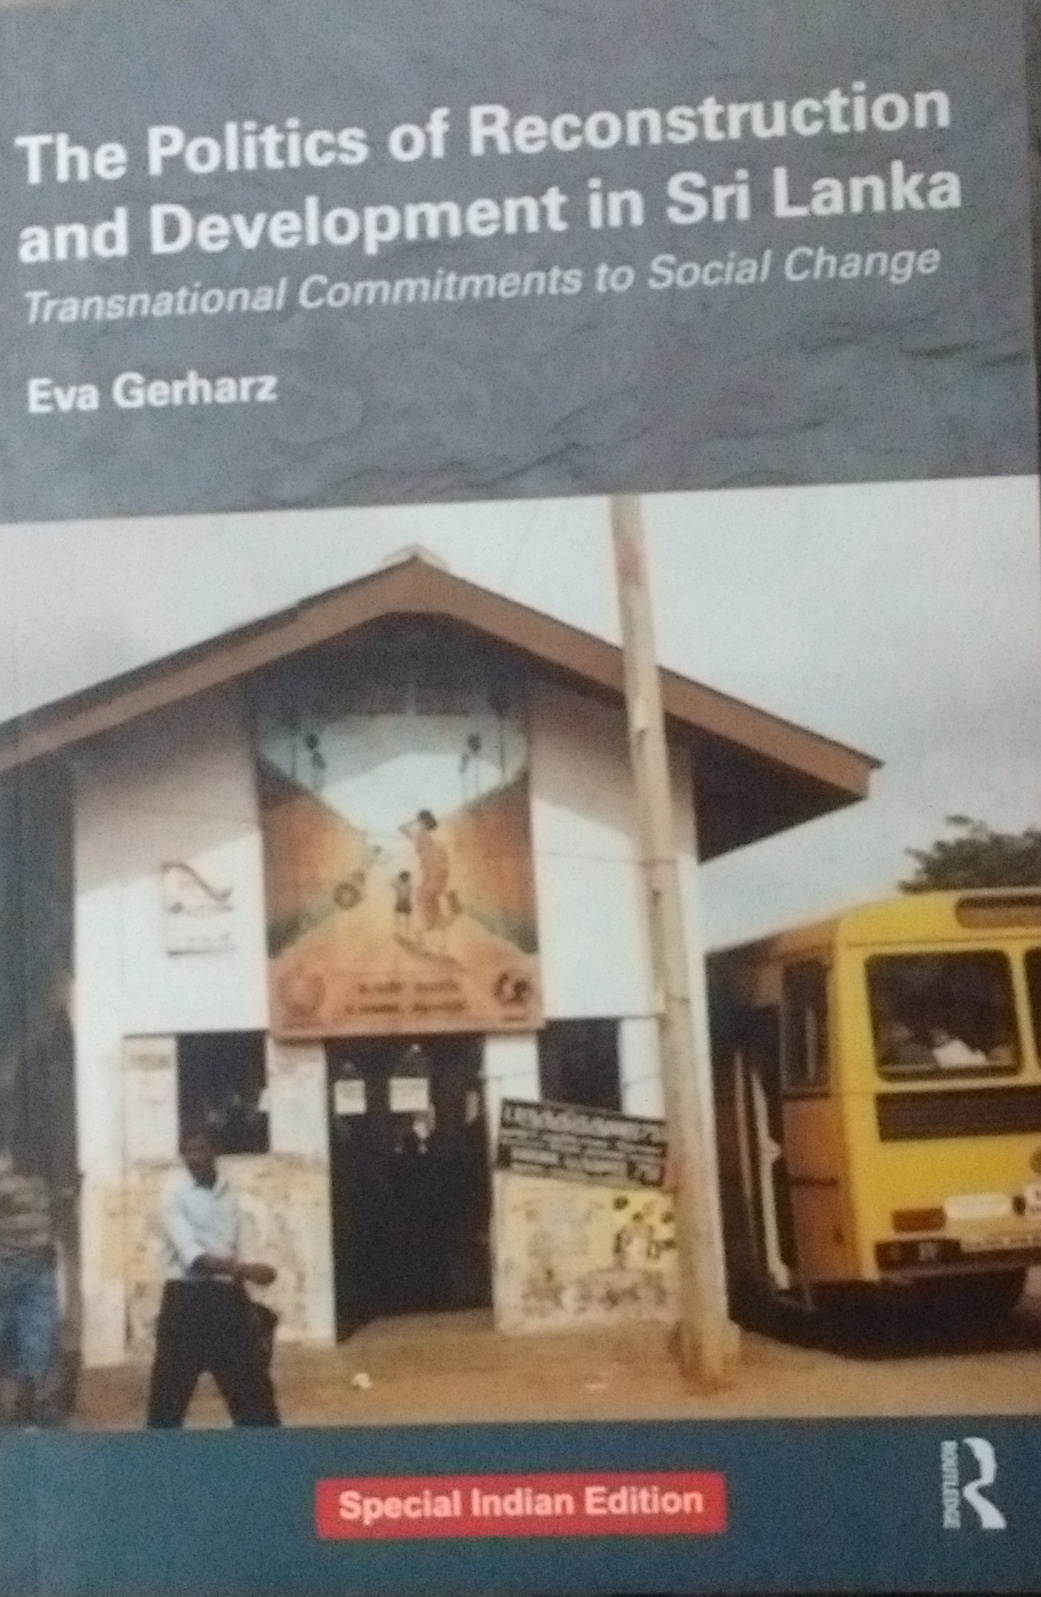 The Politics of Reconstruction
and Development in Sri Lanka
Transnational Commitments to Social Change
Eva Gerharz
Special Indian Edition
ROUTLEDGE